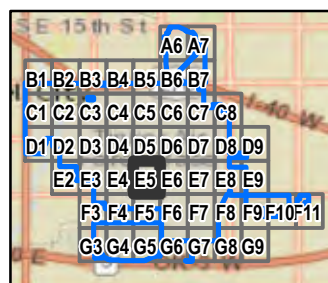 SE 15th St
A6 A7
B1 B2 B3 B4 B5 B6 B7
I-40 W
C1 C2 C3 C4 C5 C6 C7 C8
D1 D2 D3 D4 D5 D6 D7 D8 D9
E2 E3 E4 E5 E6 E7 E8 E9
F3 F4 F5 F6 F7 F8 F9 F10 F11
G3 G4 G5 G6 G7 G8 G9